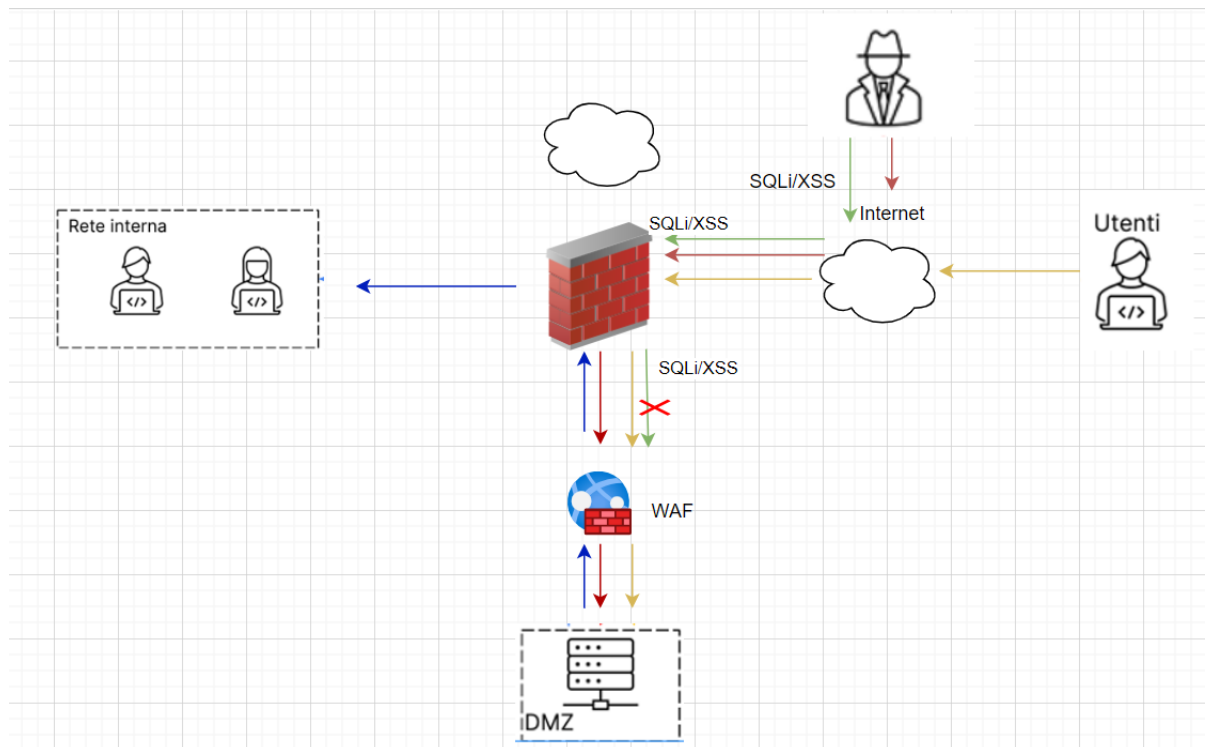 SQLi/XSS
Internet
SQLi/XSS
Utenti
Rete interna
</>
</>
</>
SQLi/XSS
WAF
DMZ